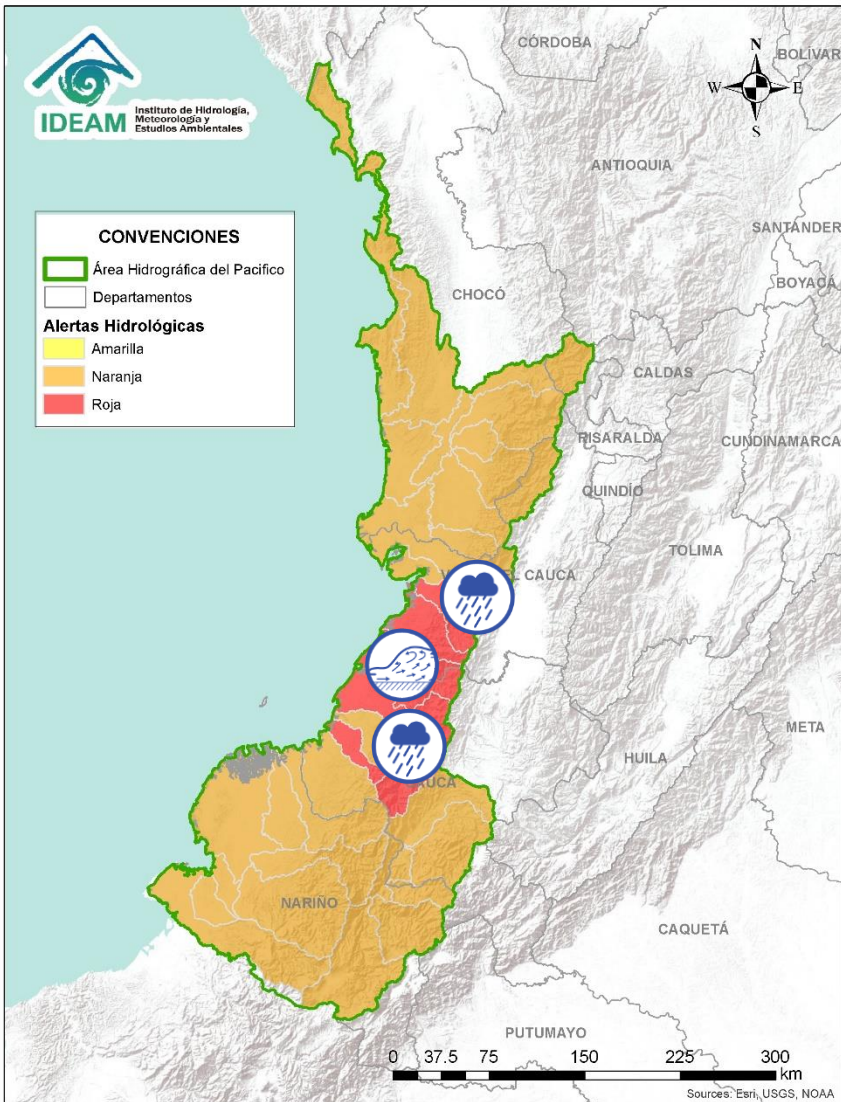 IDEAM
Instituto de Hidrología,
Meteorología y
Estudios Ambientales
CÓRDOBA
BOLÍVAR
N
W
E
S
ANTIOQUIA
SANTANDER
BOYACÁ
CONVENCIONES
Área Hidrográfica del Pacifico
Departamentos
Alertas Hidrológicas
Amarilla
Naranja
Roja
CHOCÓ
CALDAS
RISARALDA
CUNDINAMARCA
QUINDÍO
TOLIMA
EL CAUCA
META
HUILA
AUCA
NARIÑO
CAQUETÁ
PUTUMAYO
0 37.5 75 150 225 300
km
Sources: Esri, USGS, NOAA